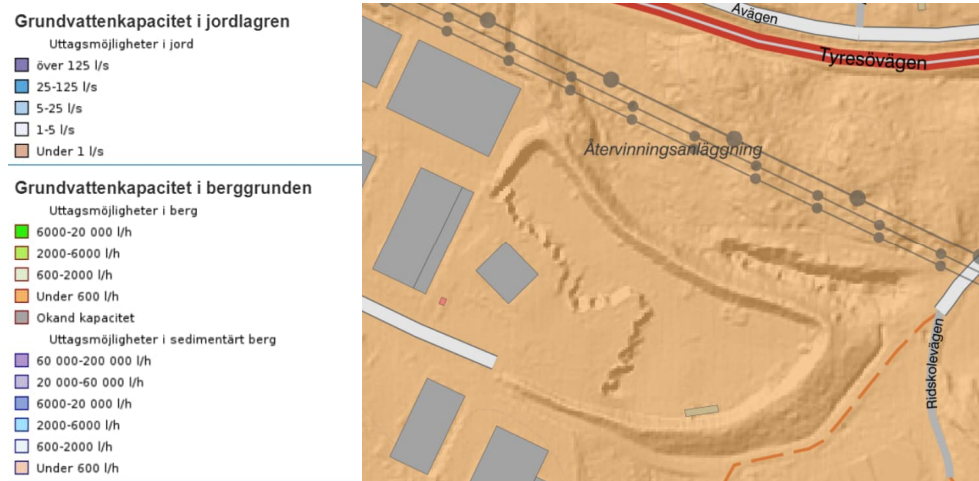 Grundvattenkapacitet i jordlagren
Uttagsmöjligheter i jord
över 125 l/s
25-125 l/s
5-25 l/s
1-5 l/s
Under 1 l/s
Grundvattenkapacitet i berggrunden
Uttagsmöjligheter i berg
6000-20 000 l/h
2000-6000 l/h
600-2000 l/h
Under 600 l/h
Okand kapacitet
Uttagsmöjligheter i sedimentärt berg
60 000-200 000 l/h
20 000-60 000 l/h
6000-20 000 l/h
2000-6000 l/h
600-2000 l/h
Under 600 l/h
Avägen
Tyresövägen
Återvinningsanläggning
Ridskolevägen